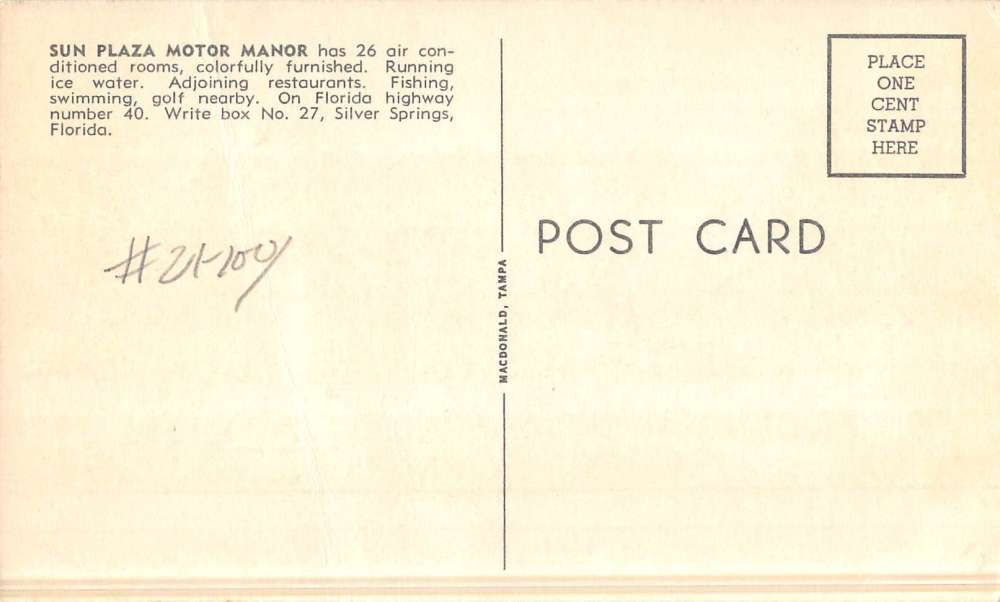 SUN PLAZA MOTOR MANOR has 26 air con-
ditioned rooms, colorfully furnished. Running
ice water. Adjoining restaurants. Fishing,
swimming, golf nearby. On Florida highway
number 40. Write box No. 27, Silver Springs,
Florida.
PLACE
ONE
CENT
STAMP
HERE
POST CARD
MACDONALD, TAMPA